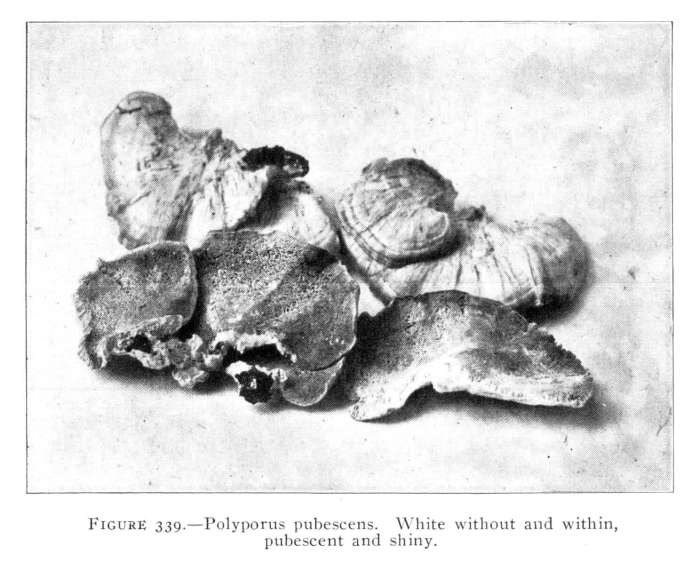 FIGURE 339.—Polyporus pubescens. White without and within,
pubescent and shiny.